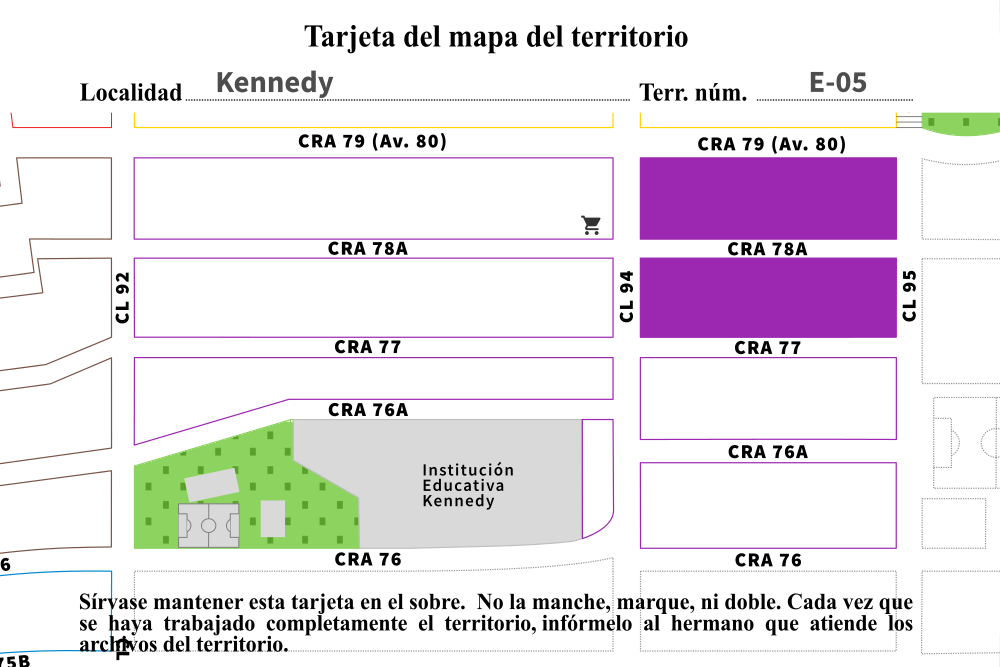 Tarjeta del mapa del territorio
Localidad Kennedy Terr. núm. E-05
CRA 79 (Av. 80) CRA 79 (Av. 80)
CRA 78A CRA 78A
CL 92 CL 94 CL 95
CRA 77 CRA 77
CRA 76A
CRA 76A
Institución
Educativa
Kennedy
CRA 76 CRA 76
6
Sírvase mantener esta tarjeta en el sobre. No la manche, marque, ni doble. Cada vez que
se haya trabajado completamente el territorio, infórmelo al hermano que atiende los
archivos del territorio.
75B